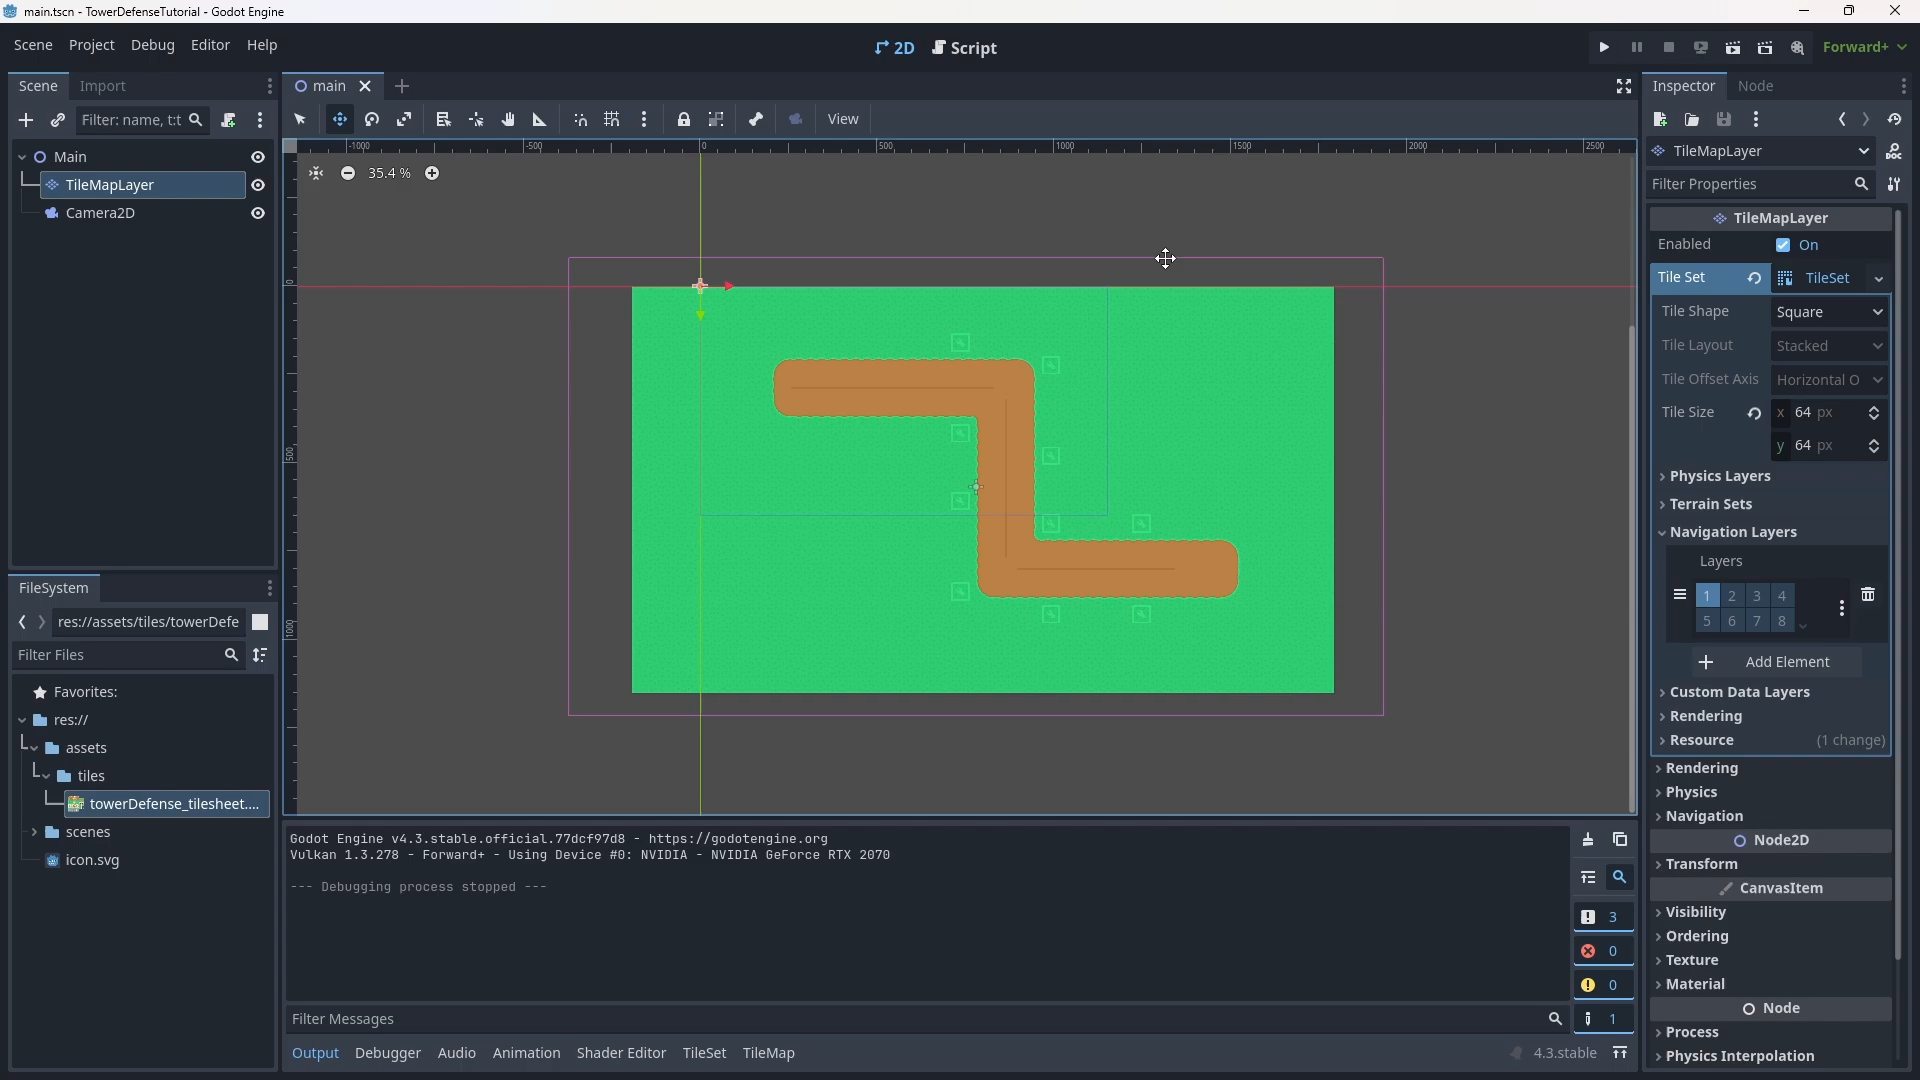 main.tscn - TowerDefenseTutorial - Godot Engine
Scene Project Debug Editor Help
2D Script
Forward+
Scene Import
main
Inspector Node
Filter: name, t:t
View
Main
TileMapLayer
Camera2D
-1000 -500 0 500 1000 1500 2000 2500
35.4 %
0
500
1000
TileMapLayer
Filter Properties
TileMapLayer
Enabled On
Tile Set TileSet
Tile Shape Square
Tile Layout Stacked
Tile Offset Axis Horizontal O
Tile Size x 64 px
y 64 px
Physics Layers
Terrain Sets
Navigation Layers
Layers
1 2 3 4
5 6 7 8
Add Element
Custom Data Layers
Rendering
Resource (1 change)
Rendering
Physics
Navigation
Node2D
Transform
CanvasItem
Visibility
Ordering
Texture
Material
Node
Process
Physics Interpolation
FileSystem
res://assets/tiles/towerDefe
Filter Files
Favorites:
res://
assets
tiles
towerDefense_tilesheet....
scenes
icon.svg
Godot Engine v4.3.stable.official.77dcf97d8 - https://godotengine.org
Vulkan 1.3.278 - Forward+ - Using Device #0: NVIDIA - NVIDIA GeForce RTX 2070
--- Debugging process stopped ---
3
0
0
1
Filter Messages
Output Debugger Audio Animation Shader Editor TileSet TileMap
4.3.stable